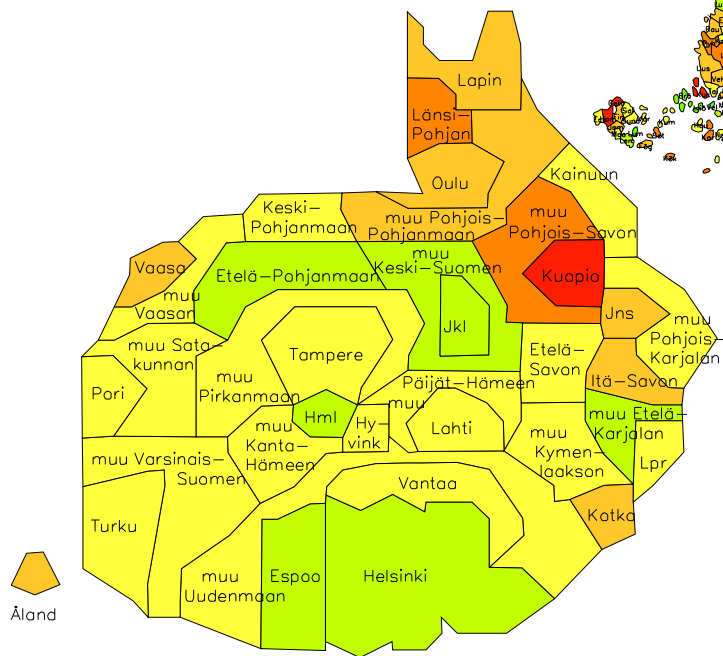 Lapin
Länsi-
Pohjan
Oulu
Kainuun
Keski-
Pohjanmaan
muu Pohjois-
Pohjanmaan
muu
Pohjois-Savon
Vaasa
muu
Vaasan
Etelä-Pohjanmaan
muu
Keski-Suomen
Kuopio
Jns
muu
Pohjois-
Karjalan
Jkl
muu Sata-
kunnan
Tampere
Etelä-
Savon
Itä-Savon
Pori
muu
Pirkanmaan
Päijät-Hämeen
muu
Hml
Hy-
vink
Lahti
muu Etelä-
Karjalan
muu
Kanta-
Hämeen
muu
Kymen-
laakson
Lpr
muu Varsinais-
Suomen
Vantaa
Turku
Kotka
muu
Uudenmaan
Espoo
Helsinki
Åland